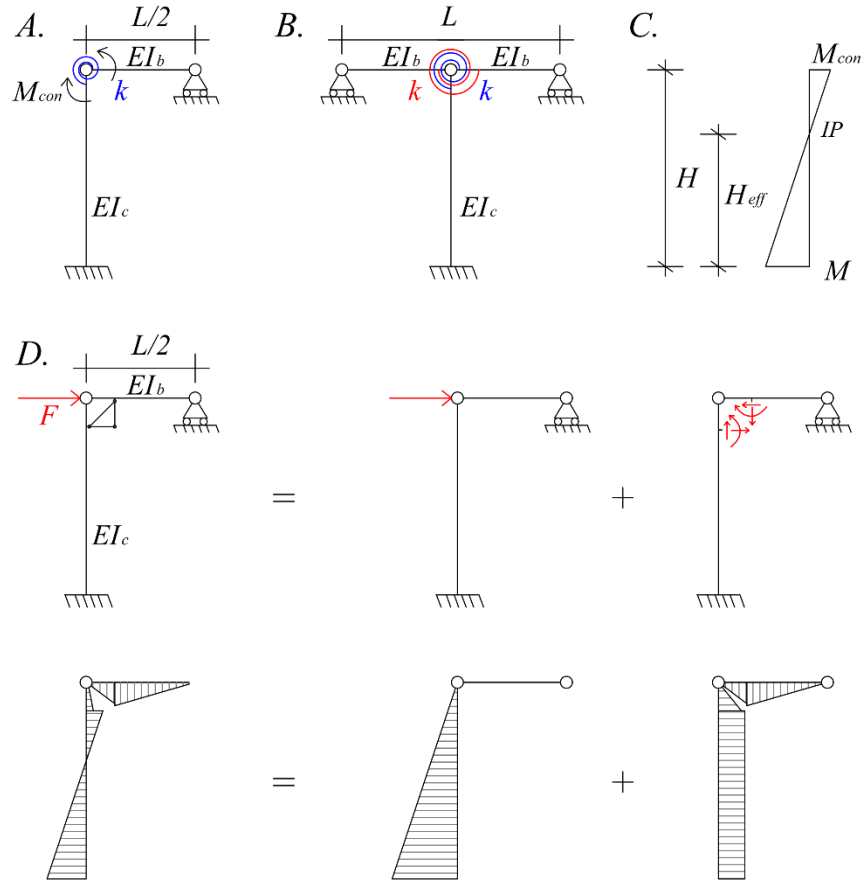 A.
L/2
EIb
Mcon
k
EIc
B.
L
EIb
EIb
k
k
EIc
C.
Mcon
IP
H
Heff
M
D.
L/2
EIb
F
EIc
=
+
=
+